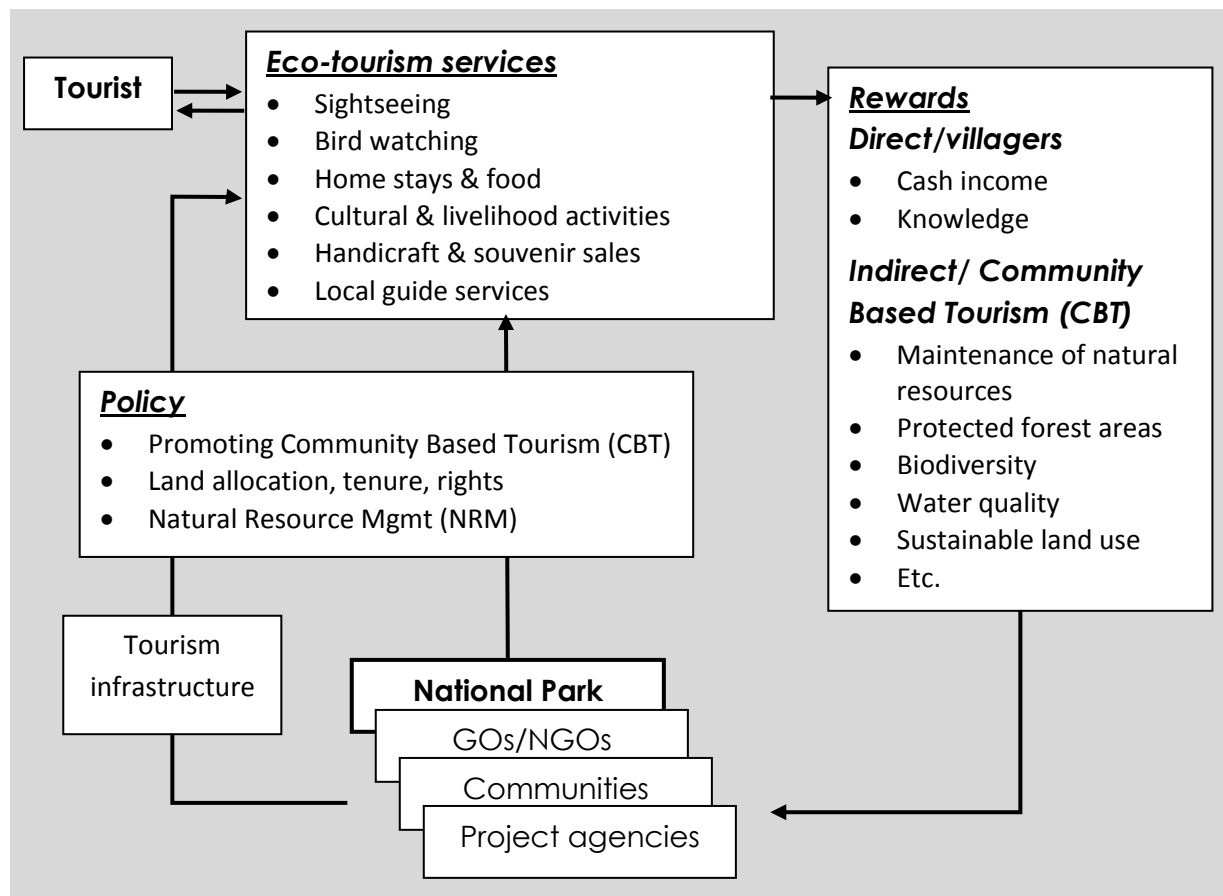 Tourist
Eco-tourism services
• Sightseeing
• Bird watching
• Home stays & food
• Cultural & livelihood activities
• Handicraft & souvenir sales
• Local guide services
Rewards
Direct/villagers
• Cash income
• Knowledge
Indirect/ Community
Based Tourism (CBT)
• Maintenance of natural
resources
• Protected forest areas
• Biodiversity
• Water quality
• Sustainable land use
• Etc.
Policy
• Promoting Community Based Tourism (CBT)
• Land allocation, tenure, rights
• Natural Resource Mgmt (NRM)
Tourism
infrastructure
National Park
GOs/NGOs
Communities
Project agencies